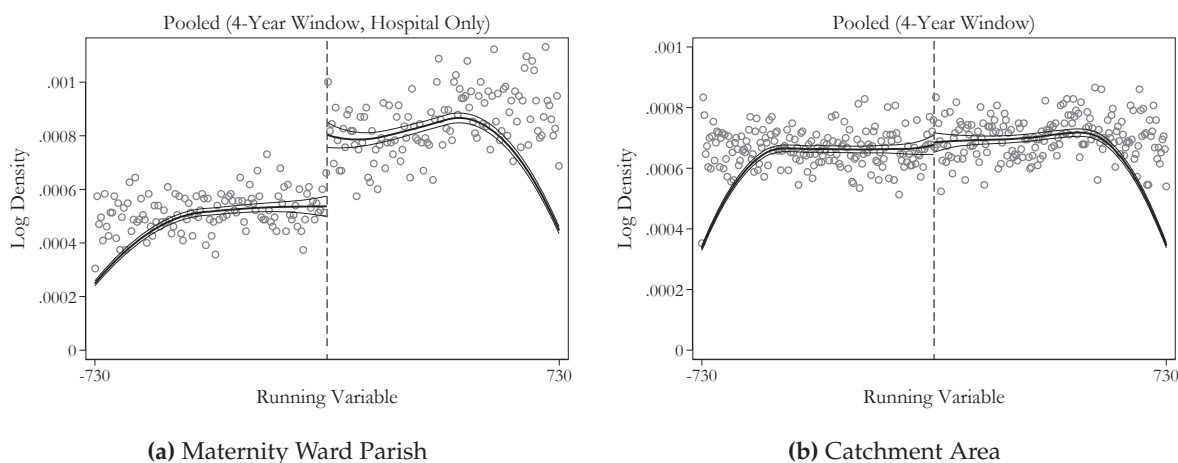 Pooled (4-Year Window, Hospital Only)
.001
.0008
.0006
.0004
.0002
0
Log Density
-730
730
Running Variable
(a) Maternity Ward Parish
Pooled (4-Year Window)
.001
.0008
.0006
.0004
.0002
0
Log Density
-730
730
Running Variable
(b) Catchment Area